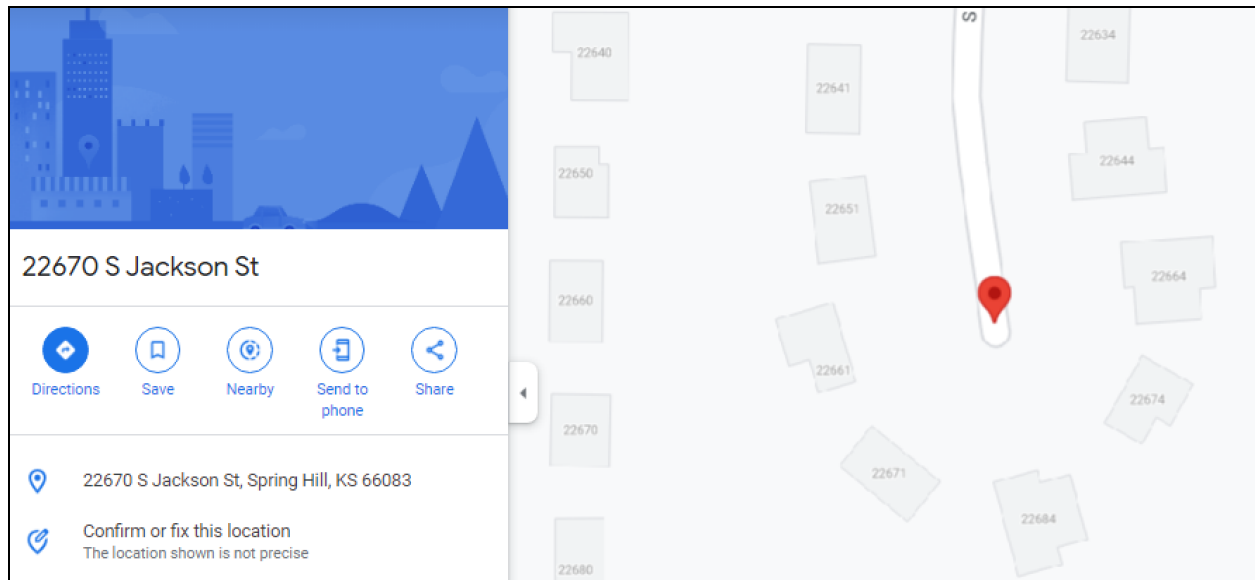 22670 S Jackson St
Directions
Save
Nearby
Send to
phone
Share
22670 S Jackson St, Spring Hill, KS 66083
Confirm or fix this location
The location shown is not precise
S
22640
22634
22641
22644
22650
22651
22664
22660
22661
22674
22670
22671
22684
22680